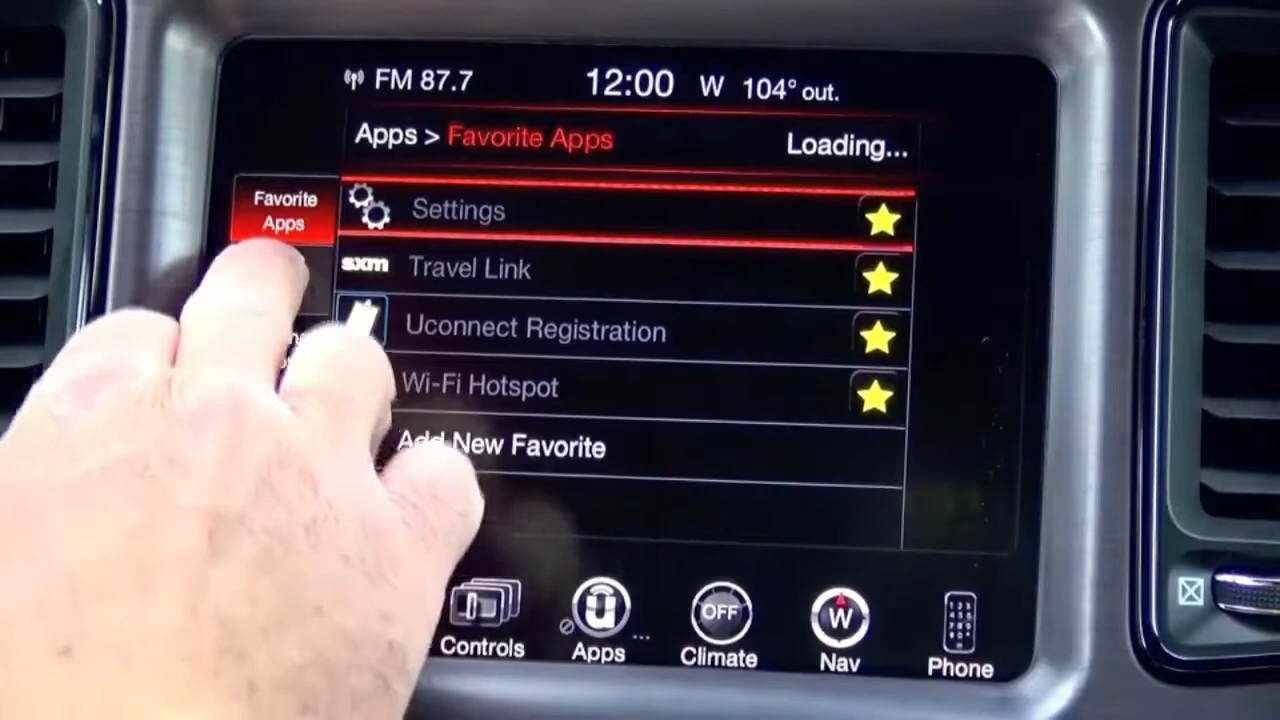 FM 87.7 12:00 W 104° out.
Apps > Favorite Apps Loading...
Favorite
Apps
Settings
sxm Travel Link
Uconnect Registration
Wi-Fi Hotspot
Add New Favorite
OFF W
Controls Apps ... Climate Nav Phone